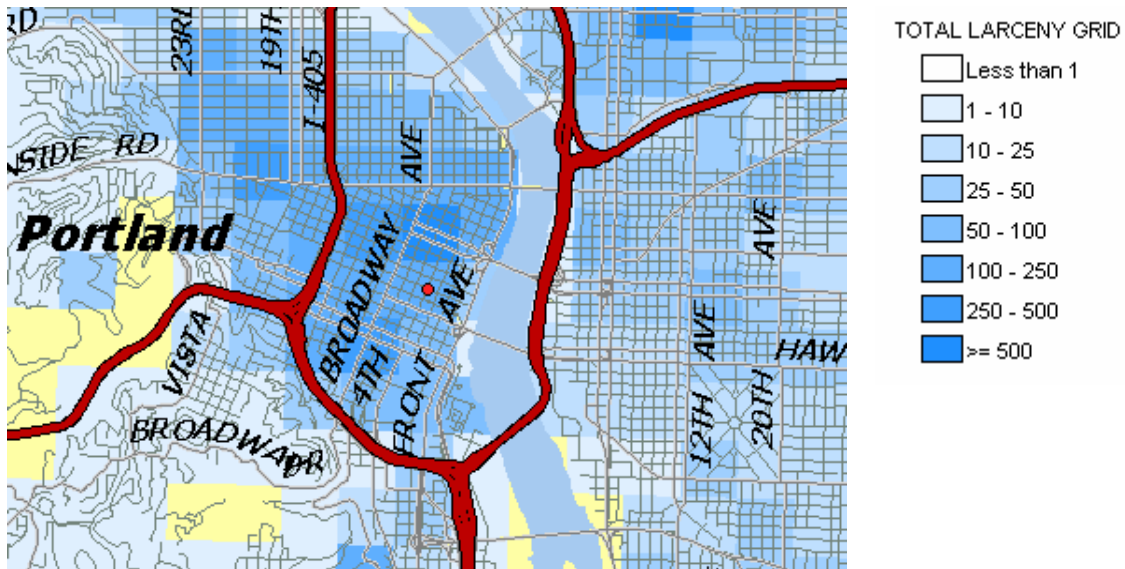 RD
23RD
19TH
I-405
AVE
SIDE RD
Portland
BROADWAY
AVE
AVE
VISTA
4TH
FRONT
AVE
HAW
BROADWAY
DR
12TH
20TH
TOTAL LARCENY GRID
Less than 1
1 - 10
10 - 25
25 - 50
50 - 100
100 - 250
250 - 500
>= 500